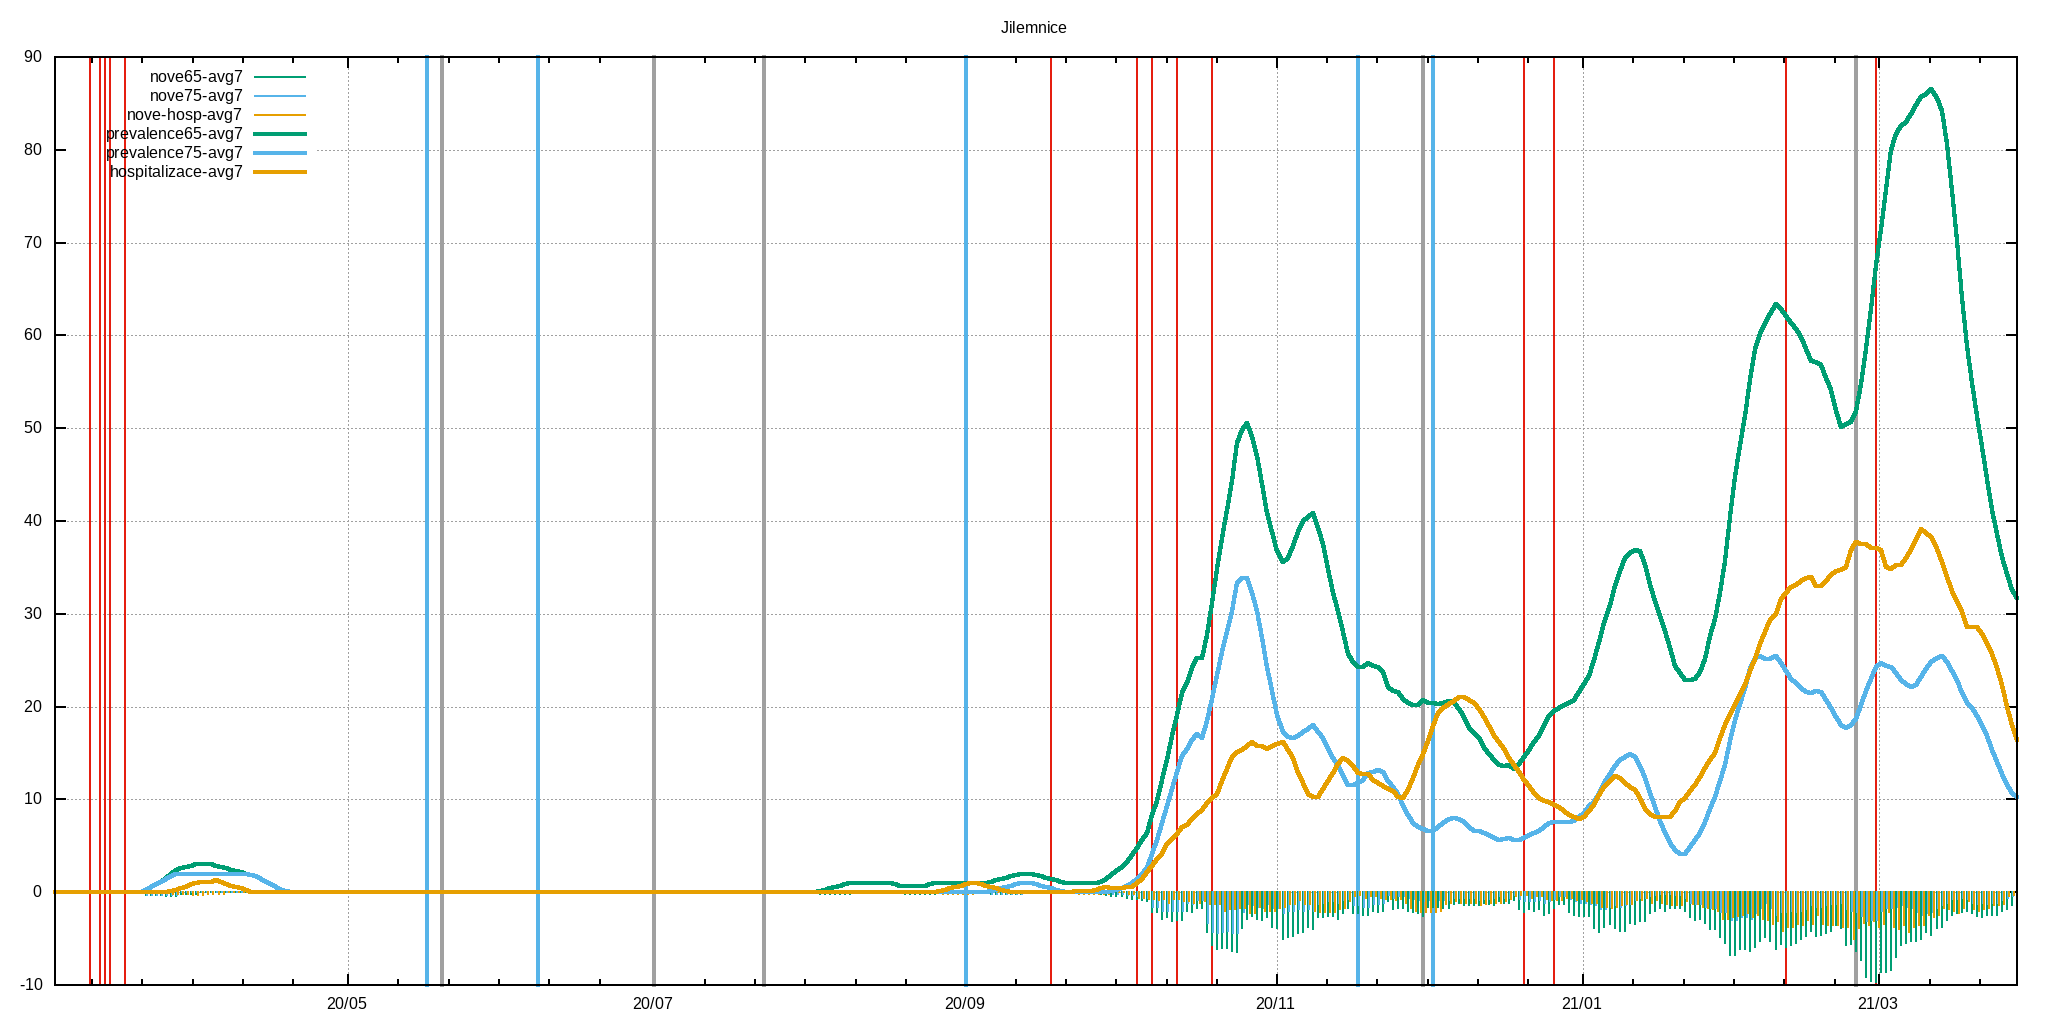 Jilemnice
90
80
70
60
50
40
30
20
10
0
-10
nove65-avg7
nove75-avg7
nove-hosp-avg7
prevalence65-avg7
prevalence75-avg7
hospitalizace-avg7
20/05 20/07 20/09 20/11 21/01 21/03